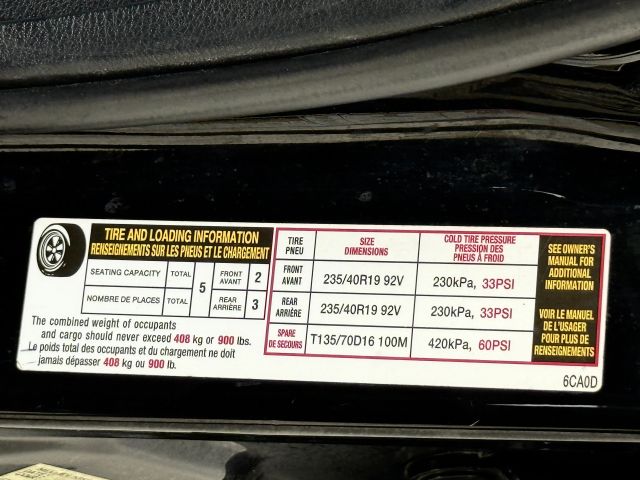 TIRE AND LOADING INFORMATION
RENSEIGNEMENTS SUR LES PNEUS ET LE CHARGEMENT
SEATING CAPACITY TOTAL 5 FRONT AVANT 2
NOMBRE DE PLACES TOTAL REAR ARRIÈRE 3
The combined weight of occupants
and cargo should never exceed 408 kg or 900 lbs.
Le poids total des occupants et du chargement ne doit
jamais dépasser 408 kg ou 900 lb.
TIRE PNEU SIZE DIMENSIONS COLD TIRE PRESSURE PRESSION DES PNEUS À FROID
FRONT AVANT 235/40R19 92V 230kPa, 33PSI
REAR ARRIÈRE 235/40R19 92V 230kPa, 33PSI
SPARE DE SECOURS T135/70D16 100M 420kPa, 60PSI
SEE OWNER'S
MANUAL FOR
ADDITIONAL
INFORMATION
VOIR LE MANUEL
DE L'USAGER
POUR PLUS DE
RENSEIGNEMENTS
6CA0D